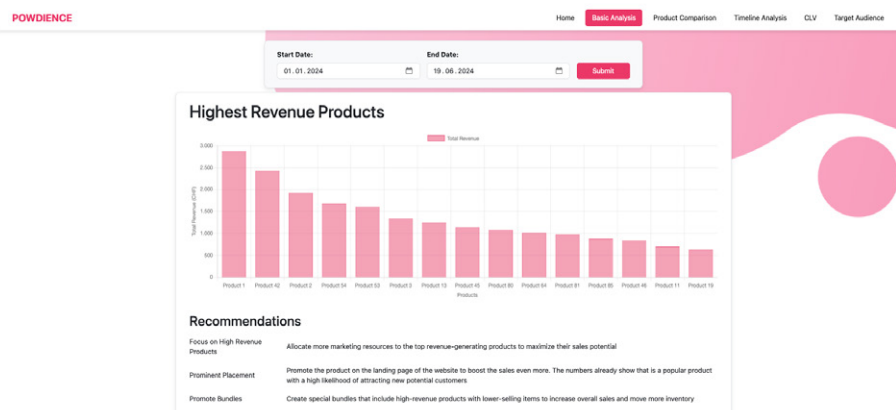 POWDIENCE
Home Basic Analysis Product Comparison Timeline Analysis CLV Target Audience
Start Date: End Date:
01.01.2024 19.06.2024 Submit
Highest Revenue Products
Total Revenue
3.000
2.500
2.000
1.500
1.000
500
0
Total Revenue (CHF)
Product 1 Product 42 Product 2 Product 54 Product 53 Product 3 Product 13 Product 45 Product 80 Product 64 Product 81 Product 85 Product 46 Product 11 Product 19
Products
Recommendations
Focus on High Revenue
Products
Allocate more marketing resources to the top revenue-generating products to maximize their sales potential
Prominent Placement
Promote the product on the landing page of the website to boost the sales even more. The numbers already show that is a popular product
with a high likelihood of attracting new potential customers
Promote Bundles
Create special bundles that include high-revenue products with lower-selling items to increase overall sales and move more inventory